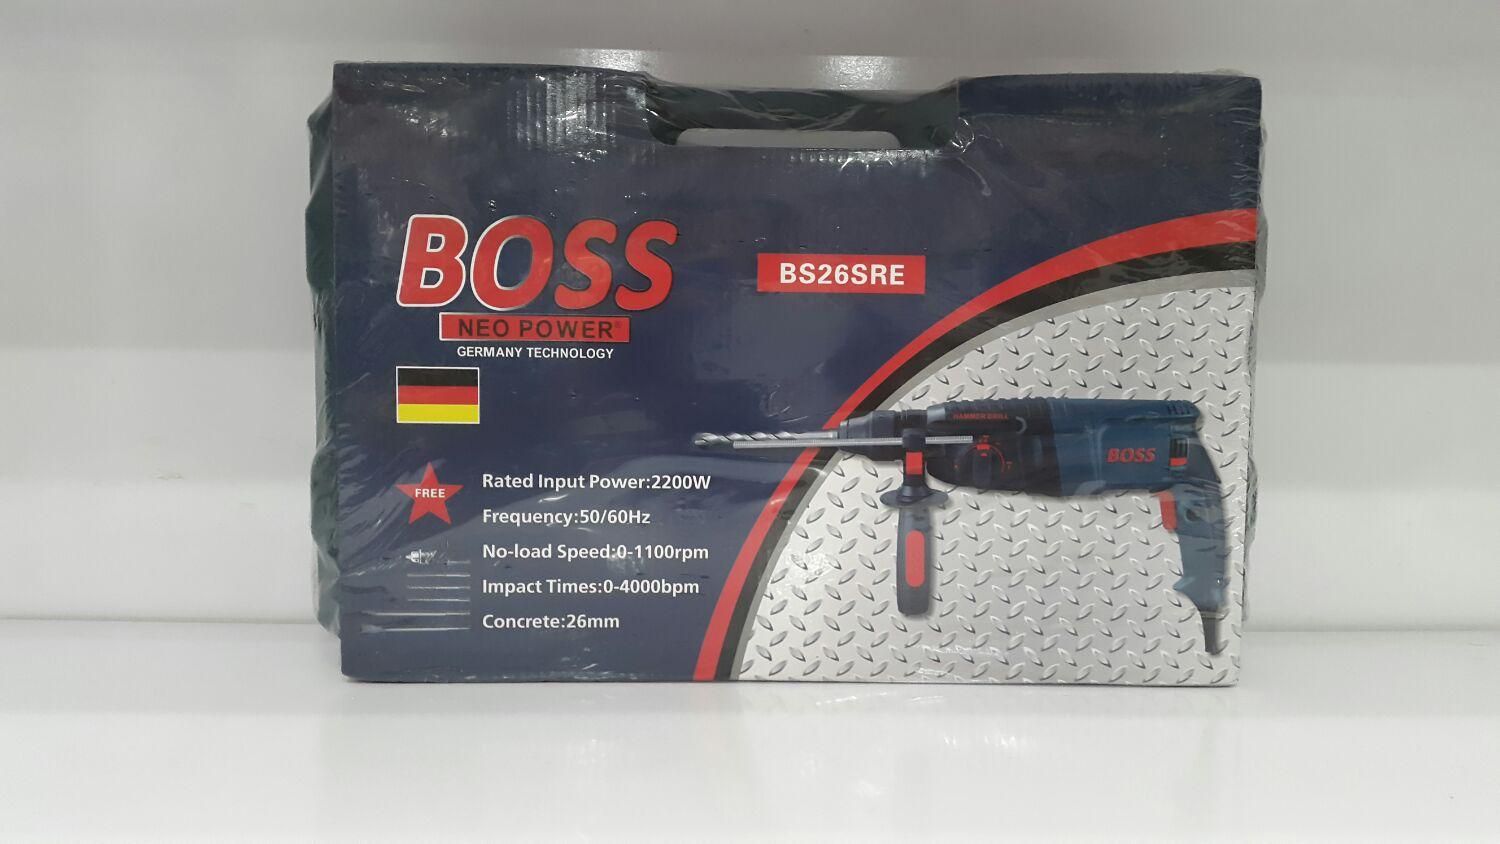 BOSS
NEO POWER®
GERMANY TECHNOLOGY
BS26SRE
FREE
Rated Input Power:2200W
Frequency:50/60Hz
No-load Speed:0-1100rpm
Impact Times:0-4000bpm
Concrete:26mm
HAMMER DRILL
BOSS